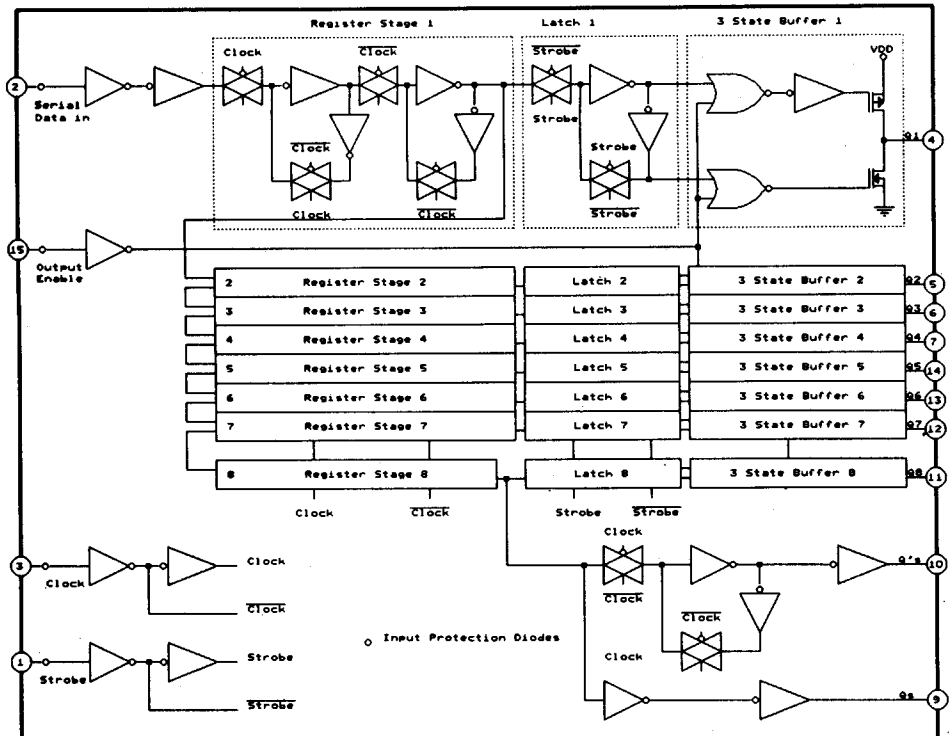 Register Stage 1
Latch 1
3 State Buffer 1
Clock
Clock
Strobe
VDD
2
Serial
Data in
Strobe
Q1
4
Clock
Strobe
Clock
Clock
Strobe
15
Output
Enable
2
Register Stage 2
Latch 2
3 State Buffer 2
Q2
5
3
Register Stage 3
Latch 3
3 State Buffer 3
Q3
6
4
Register Stage 4
Latch 4
3 State Buffer 4
Q4
7
5
Register Stage 5
Latch 5
3 State Buffer 5
Q5
14
6
Register Stage 6
Latch 6
3 State Buffer 6
Q6
13
7
Register Stage 7
Latch 7
3 State Buffer 7
Q7
12
8
Register Stage 8
Latch 8
3 State Buffer 8
Q8
11
Clock
Clock
Strobe
Strobe
Clock
3
Clock
Clock
Clock
Q's
10
Clock
Clock
Input Protection Diodes
1
Strobe
Strobe
Clock
Strobe
Qs
9